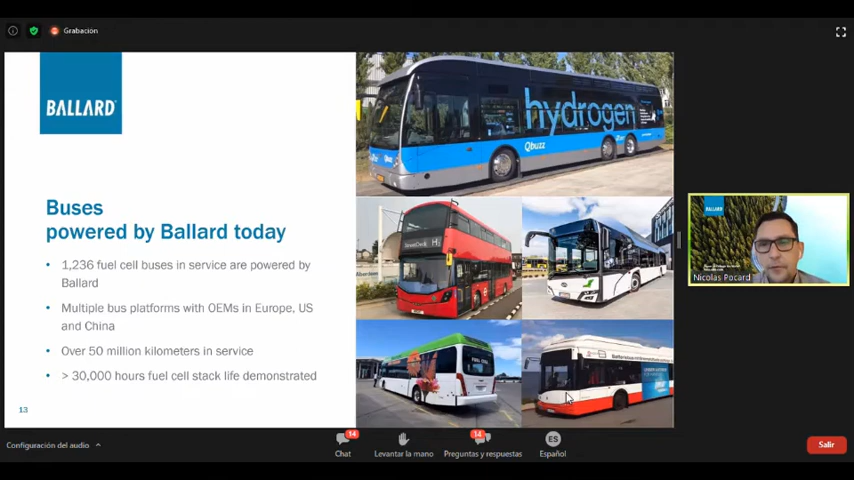 Grabación
BALLARD
Buses
powered by Ballard today
• 1,236 fuel cell buses in service are powered by
Ballard
• Multiple bus platforms with OEMs in Europe, US
and China
• Over 50 million kilometers in service
• > 30,000 hours fuel cell stack life demonstrated
13
hydrogen
Qbuzz
StreetDeck H2
BALLARD
Nicolas Pocard
Configuración del audio
14
Chat
Levantar la mano
14
Preguntas y respuestas
ES
Español
Salir